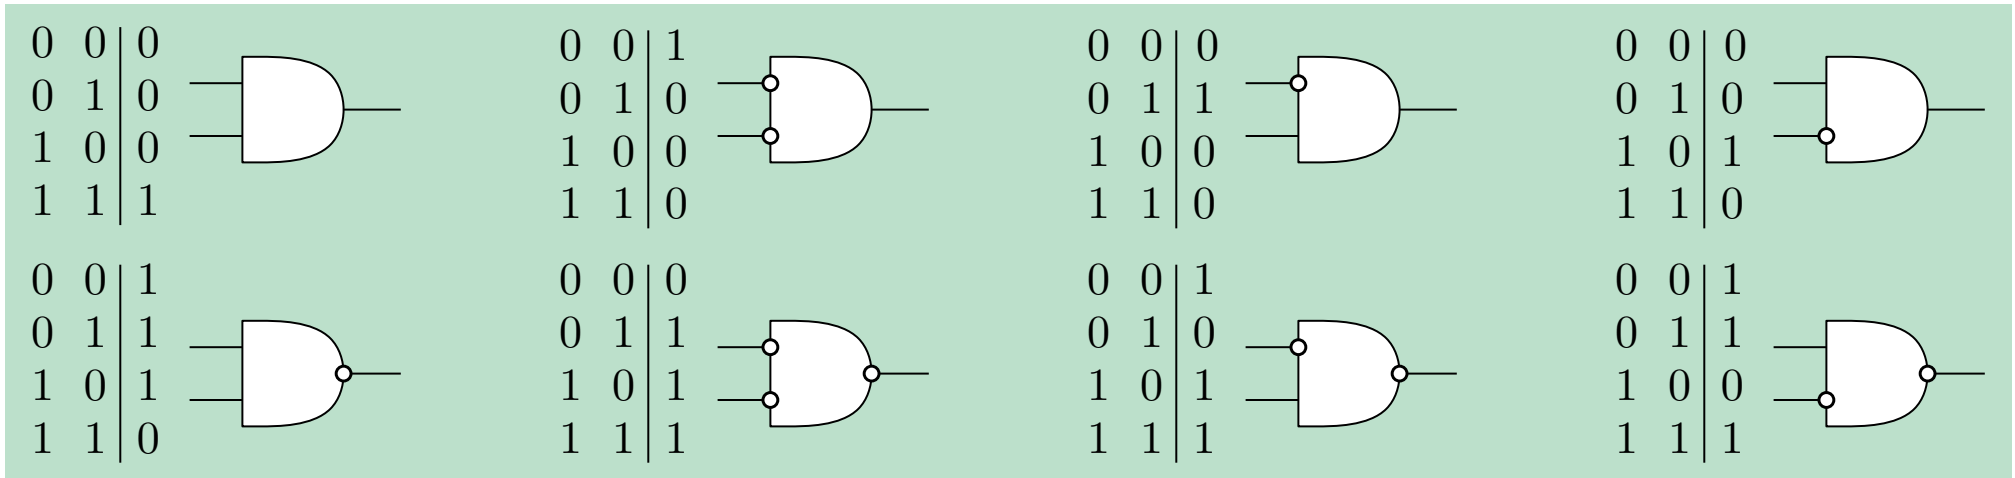 0 0 0 0 0 1 0 0 0 0 0 0
0 1 0 0 1 0 0 1 1 0 1 0
1 0 0 1 0 0 1 0 0 1 0 1
1 1 1 1 1 0 1 1 0 1 1 0
0 0 1 0 0 0 0 0 1 0 0 1
0 1 1 0 1 1 0 1 0 0 1 1
1 0 1 1 0 1 1 0 1 1 0 0
1 1 0 1 1 1 1 1 1 1 1 1